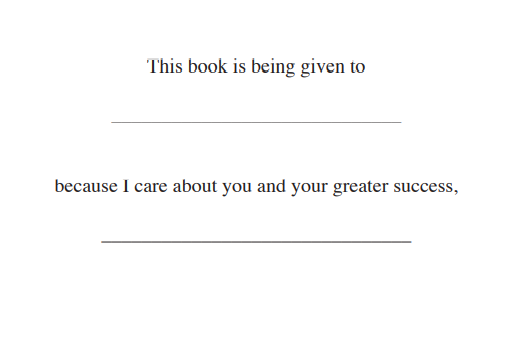 This book is being given to
because I care about you and your greater success,